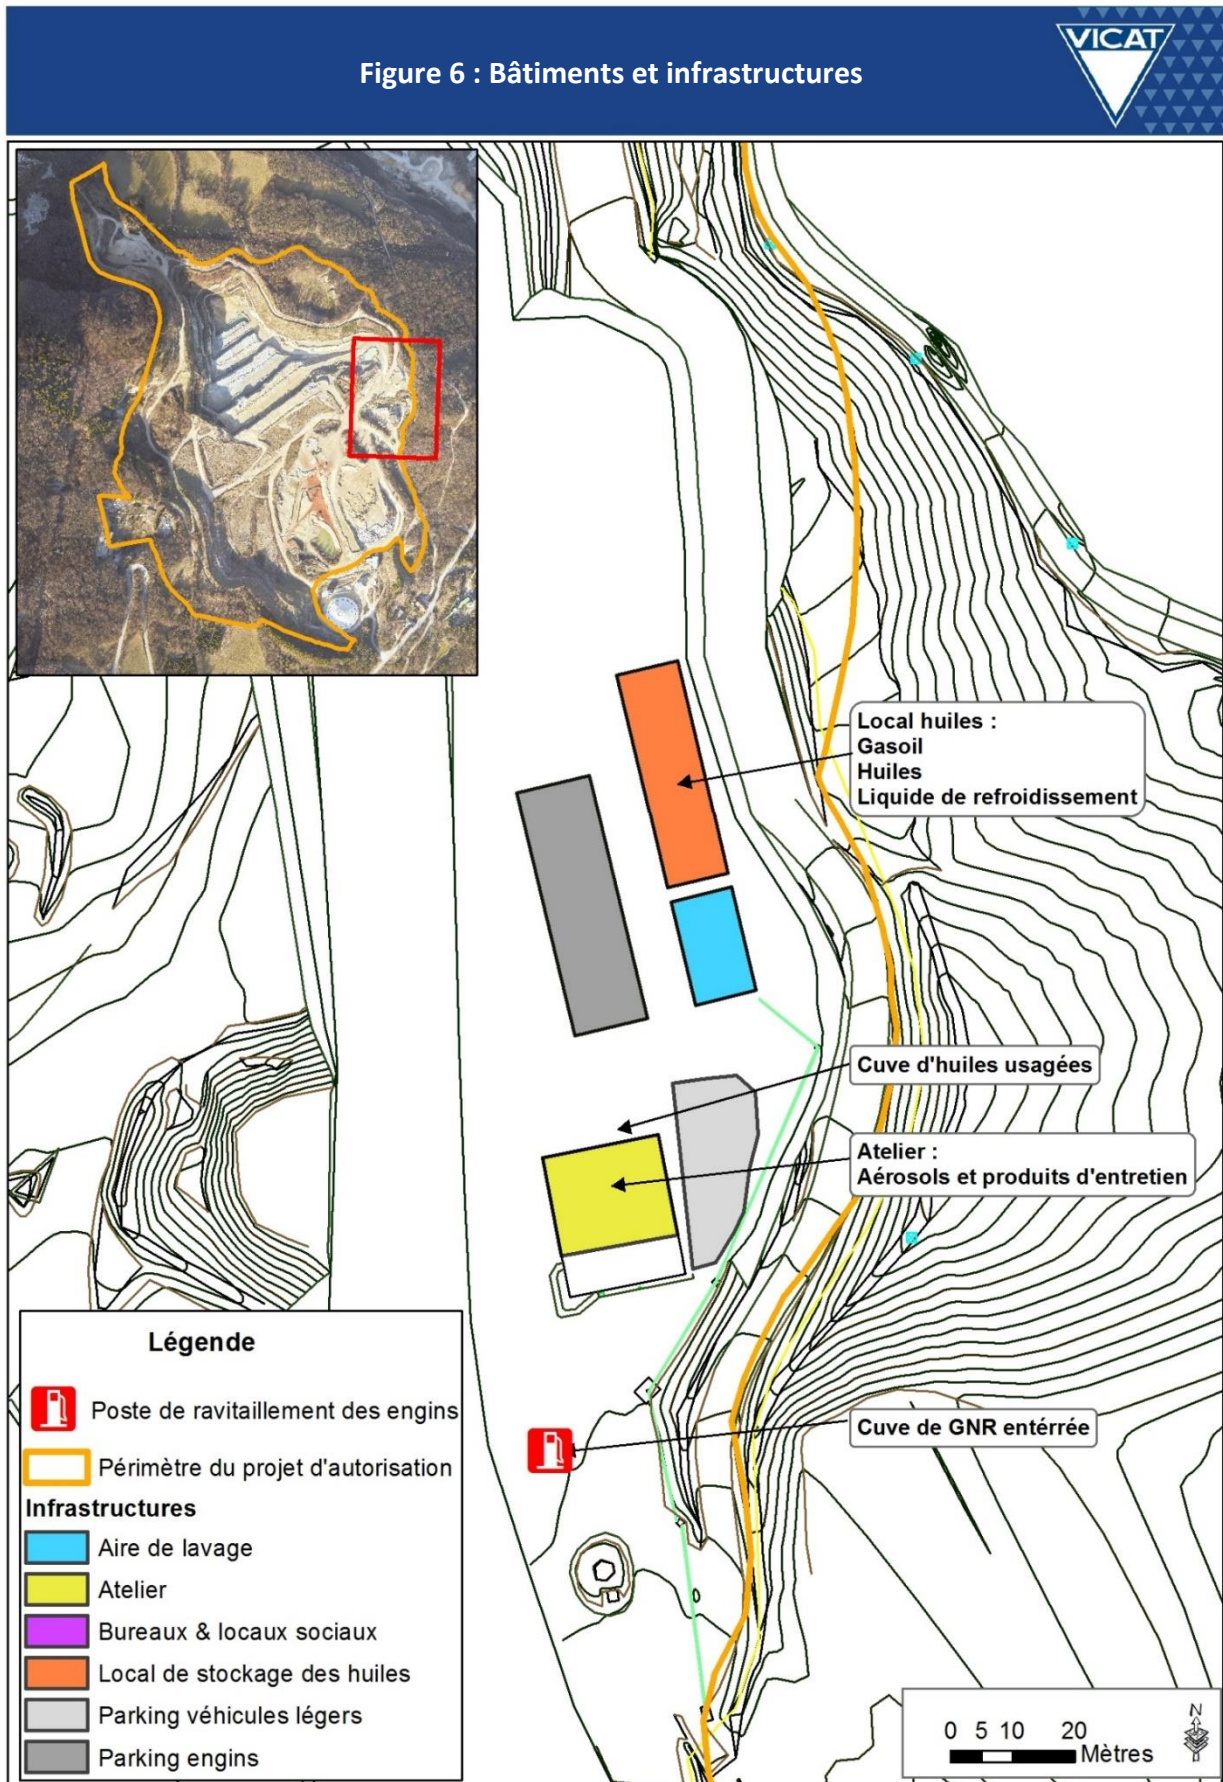 Figure 6 : Bâtiments et infrastructures
VICAT
Local huiles :
Gasoil
Huiles
Liquide de refroidissement
Cuve d'huiles usagées
Atelier :
Aérosols et produits d'entretien
Cuve de GNR entérrée
Légende
Poste de ravitaillement des engins
Périmètre du projet d'autorisation
Infrastructures
Aire de lavage
Atelier
Bureaux & locaux sociaux
Local de stockage des huiles
Parking véhicules légers
Parking engins
N
0 5 10 20
Mètres